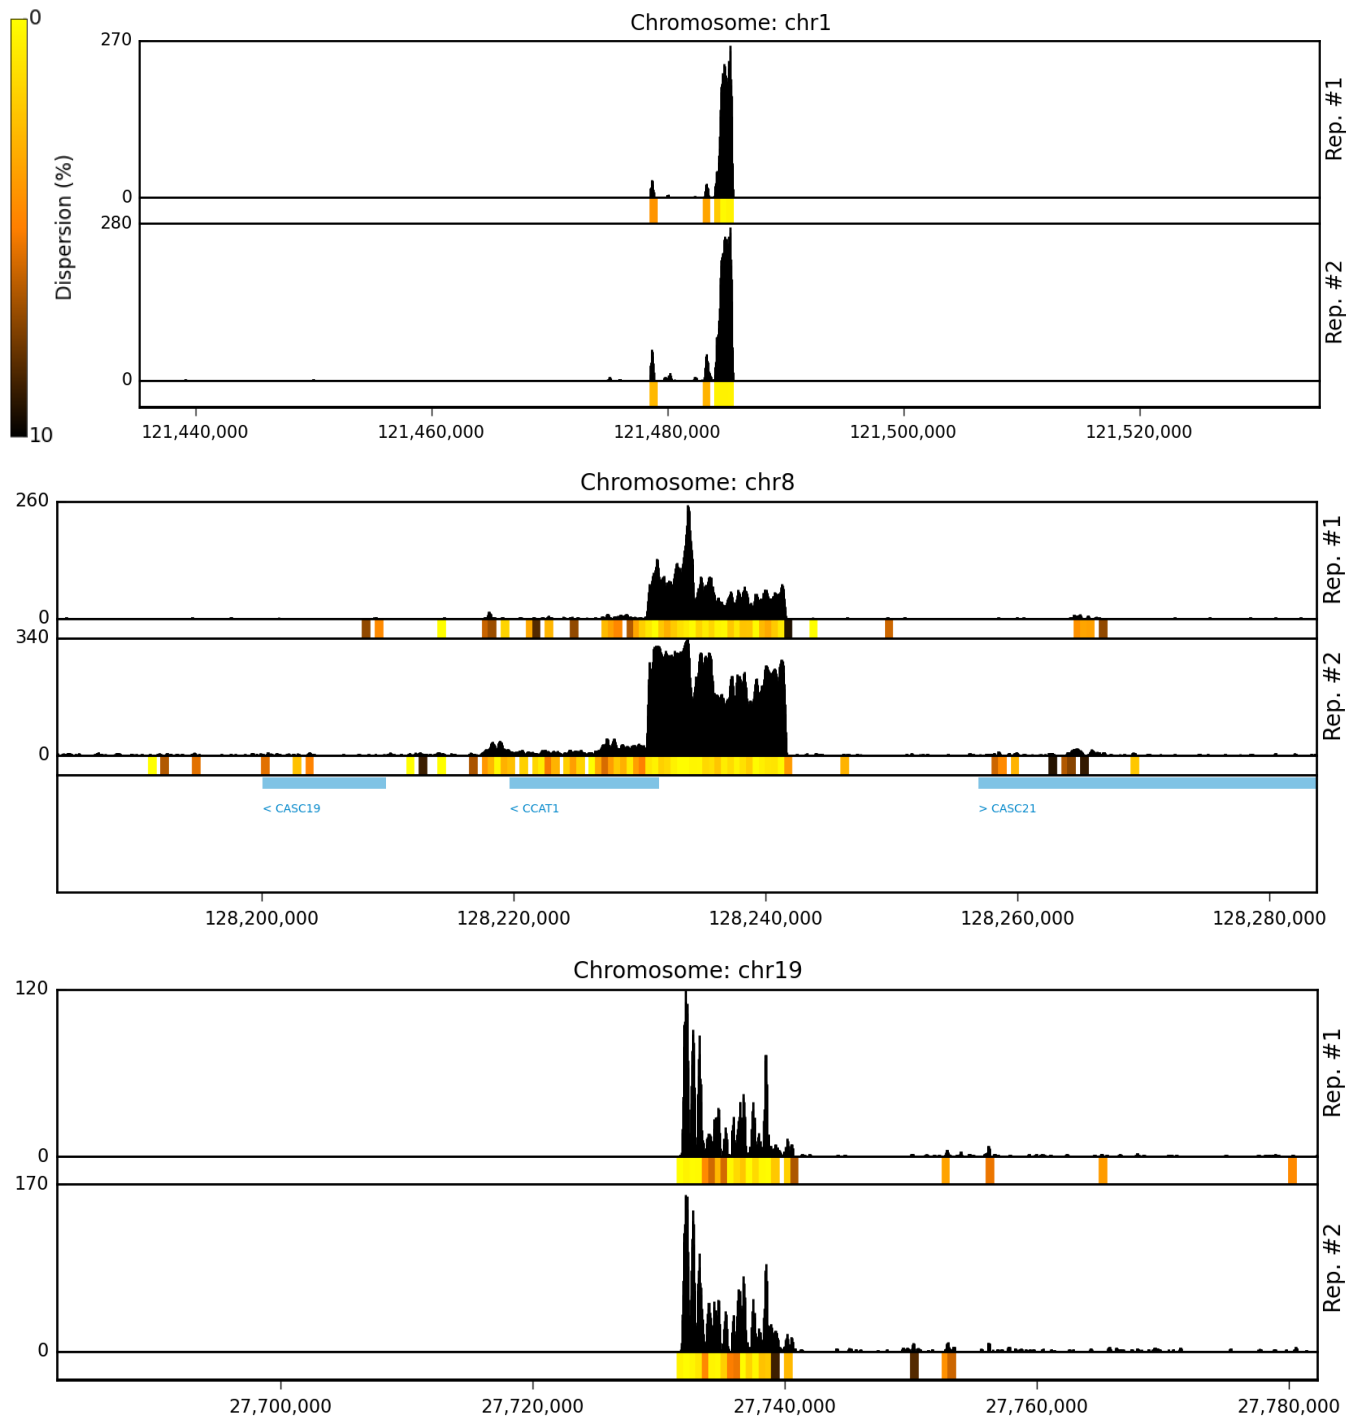 0
Dispersion (%)
10
Chromosome: chr1
270
0
Rep. #1
280
0
Rep. #2
121,440,000 121,460,000 121,480,000 121,500,000 121,520,000
Chromosome: chr8
260
0
Rep. #1
340
0
Rep. #2
< CASC19 < CCAT1 > CASC21
128,200,000 128,220,000 128,240,000 128,260,000 128,280,000
Chromosome: chr19
120
0
Rep. #1
170
0
Rep. #2
27,700,000 27,720,000 27,740,000 27,760,000 27,780,000